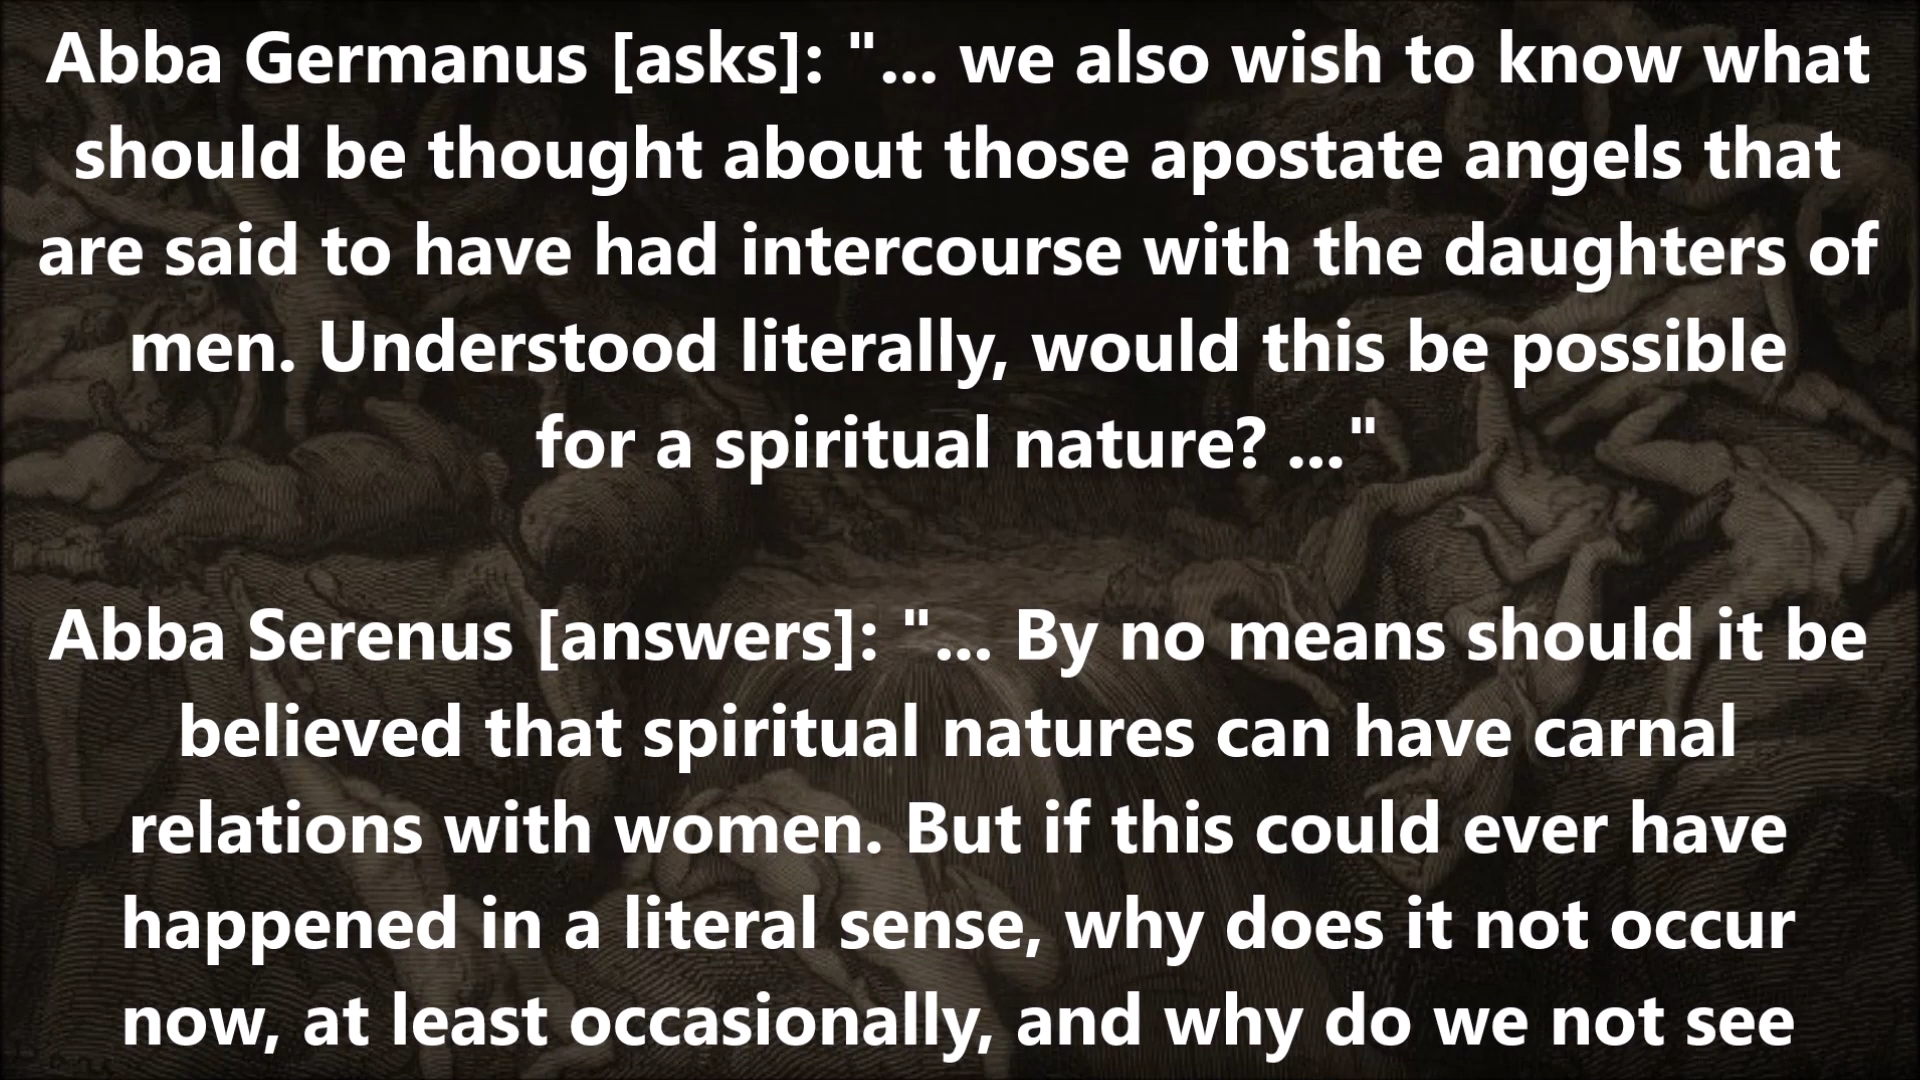 Abba Germanus [asks]: "... we also wish to know what
should be thought about those apostate angels that
are said to have had intercourse with the daughters of
men. Understood literally, would this be possible
for a spiritual nature? ..."
Abba Serenus [answers]: "... By no means should it be
believed that spiritual natures can have carnal
relations with women. But if this could ever have
happened in a literal sense, why does it not occur
now, at least occasionally, and why do we not see